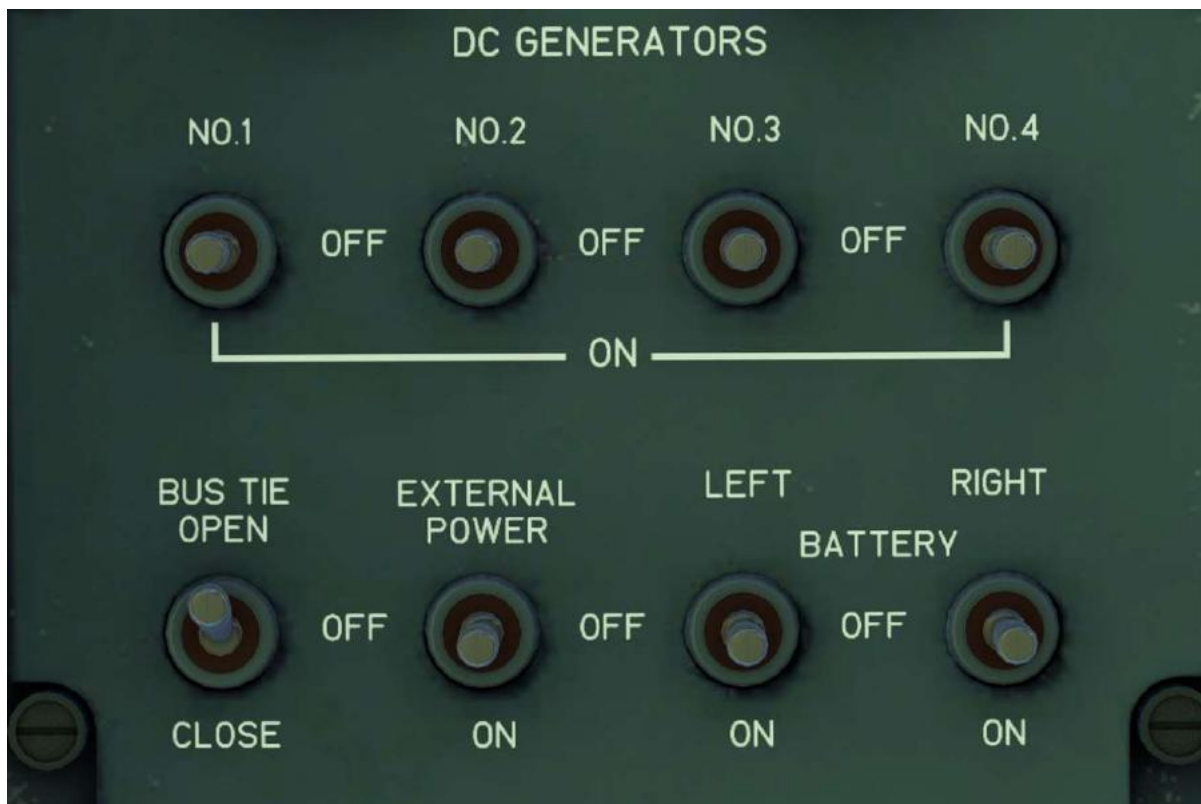 DC GENERATORS
NO.1 NO.2 NO.3 NO.4
OFF OFF OFF
ON
BUS TIE OPEN
EXTERNAL POWER
LEFT RIGHT
BATTERY
OFF OFF OFF
CLOSE ON ON ON